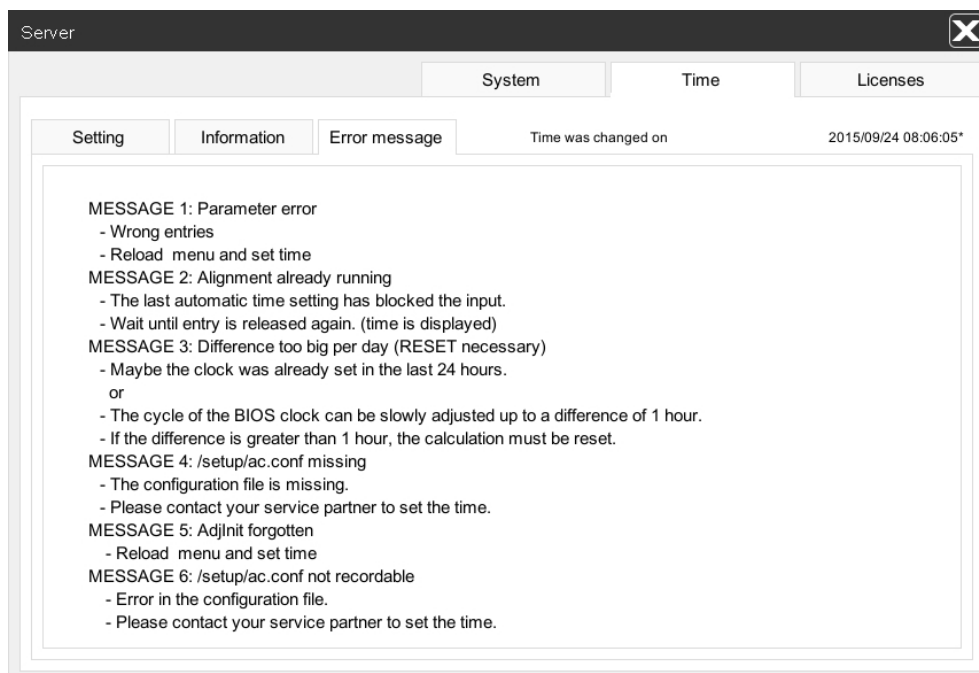 Server
System Time Licenses
Setting Information Error message Time was changed on 2015/09/24 08:06:05*
MESSAGE 1: Parameter error
- Wrong entries
- Reload menu and set time
MESSAGE 2: Alignment already running
- The last automatic time setting has blocked the input.
- Wait until entry is released again. (time is displayed)
MESSAGE 3: Difference too big per day (RESET necessary)
- Maybe the clock was already set in the last 24 hours.
or
- The cycle of the BIOS clock can be slowly adjusted up to a difference of 1 hour.
- If the difference is greater than 1 hour, the calculation must be reset.
MESSAGE 4: /setup/ac.conf missing
- The configuration file is missing.
- Please contact your service partner to set the time.
MESSAGE 5: AdjInit forgotten
- Reload menu and set time
MESSAGE 6: /setup/ac.conf not recordable
- Error in the configuration file.
- Please contact your service partner to set the time.